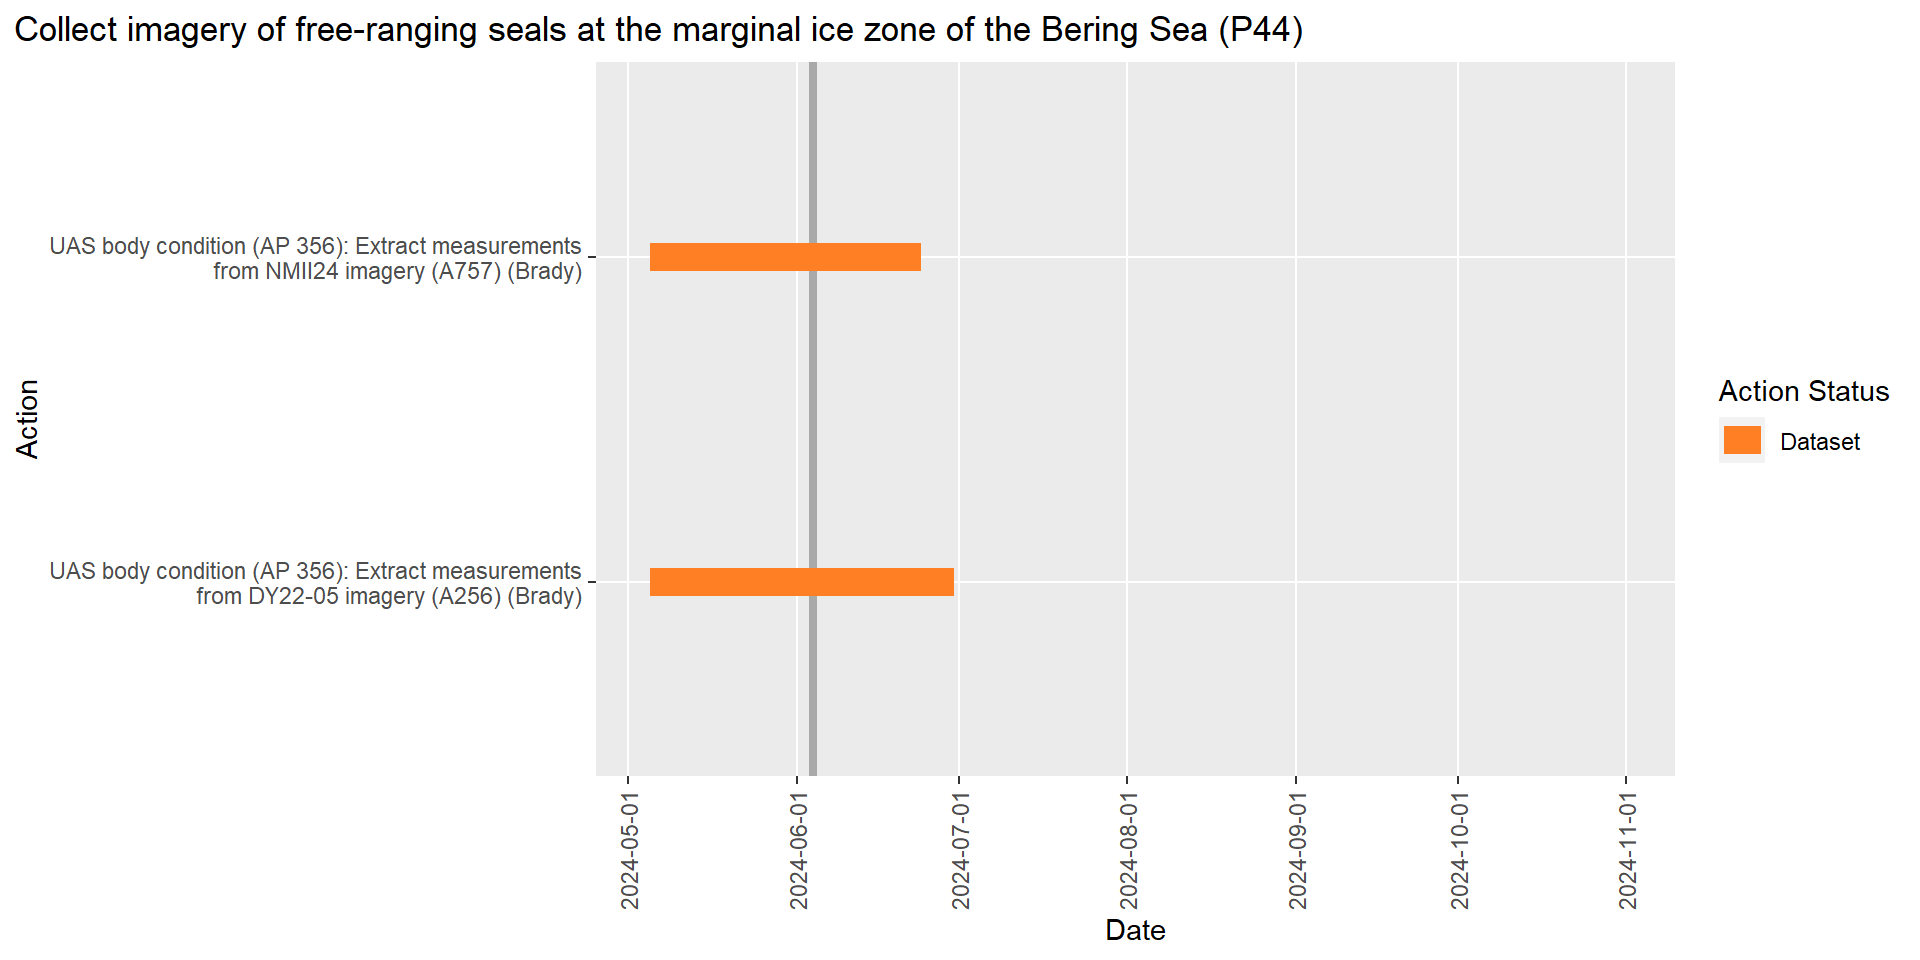 Collect imagery of free-ranging seals at the marginal ice zone of the Bering Sea (P44)
UAS body condition (AP 356): Extract measurements
from NMII24 imagery (A757) (Brady)
UAS body condition (AP 356): Extract measurements
from DY22-05 imagery (A256) (Brady)
Action
2024-05-01
2024-06-01
2024-07-01
2024-08-01
2024-09-01
2024-10-01
2024-11-01
Date
Action Status
Dataset